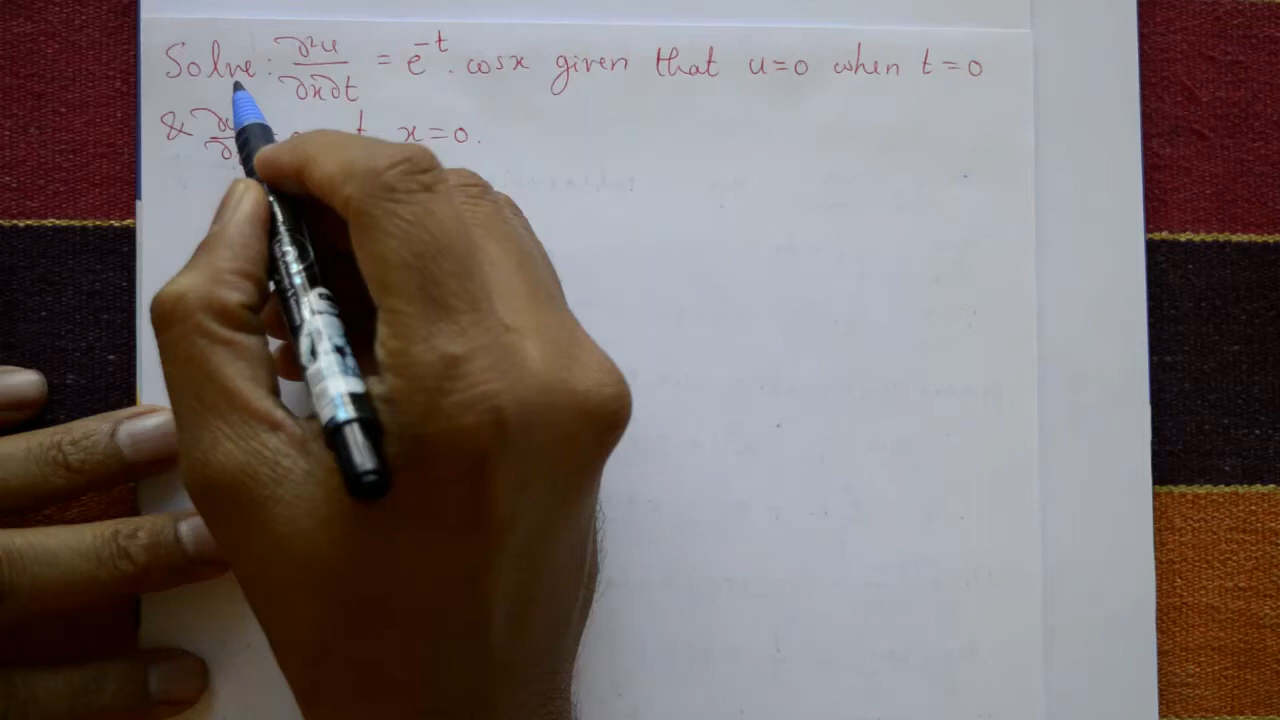 Solve: ∂²u/∂x∂t = e^-t . cosx given that u=0 when t=0
& x=0.